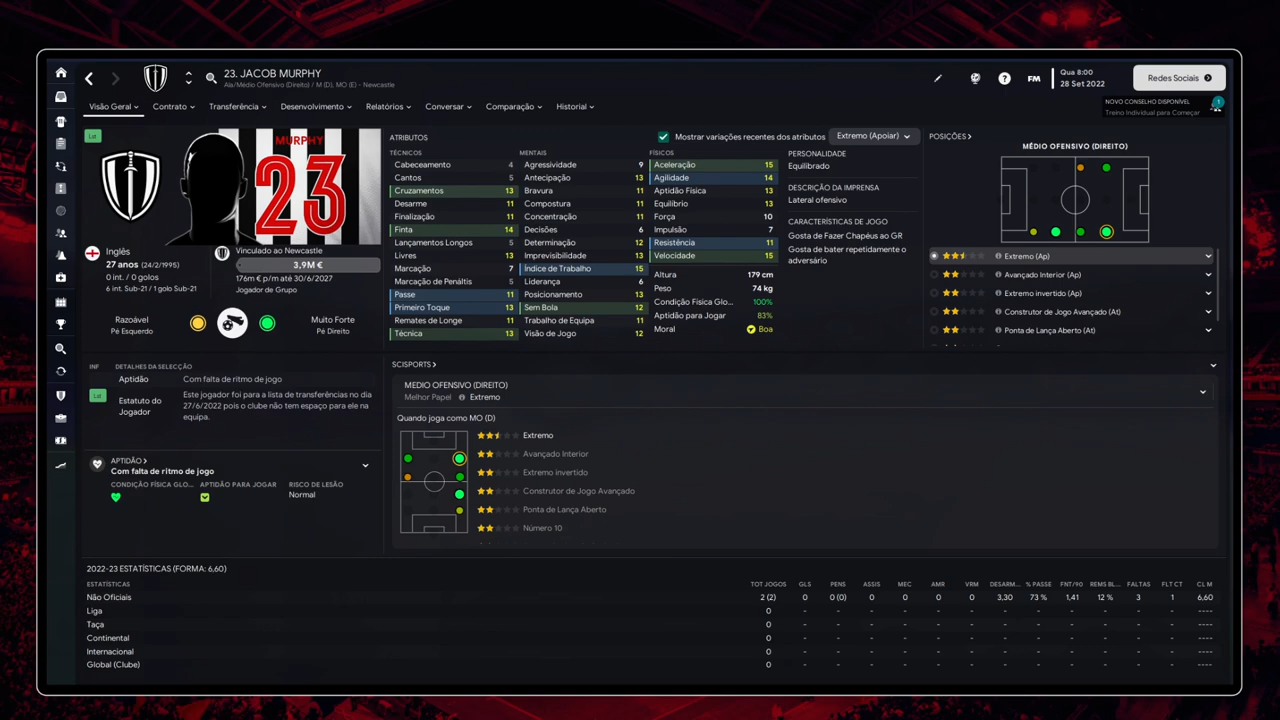 23. JACOB MURPHY
Ala/Médio Ofensivo (Direito) / M (D), MO (E) - Newcastle
FM
Qua 8:00
28 Set 2022
Redes Sociais
Visão Geral
Contrato
Transferência
Desenvolvimento
Relatórios
Conversar
Comparação
Historial
NOVO CONSELHO DISPONÍVEL
Treino Individual para Começar
1
Lst
MURPHY
23
Inglês
27 anos (24/2/1995)
0 int. / 0 golos
6 int. Sub-21 / 1 golo Sub-21
Vinculado ao Newcastle
3,9M €
176m € p/m até 30/6/2027
Jogador de Grupo
Razoável
Pé Esquerdo
Muito Forte
Pé Direito
ATRIBUTOS
Mostrar variações recentes dos atributos
Extremo (Apoiar)
TÉCNICOS
Cabeceamento 4
Cantos 5
Cruzamentos 13
Desarme 11
Finalização 11
Finta 14
Lançamentos Longos 5
Livres 13
Marcação 7
Marcação de Penáltis 5
Passe 11
Primeiro Toque 13
Remates de Longe 11
Técnica 13
MENTAIS
Agressividade 9
Antecipação 13
Bravura 11
Compostura 11
Concentração 11
Decisões 6
Determinação 12
Imprevisibilidade 13
Índice de Trabalho 15
Liderança 6
Posicionamento 13
Sem Bola 12
Trabalho de Equipa 11
Visão de Jogo 12
FÍSICOS
Aceleração 15
Agilidade 14
Aptidão Física 13
Equilíbrio 13
Força 10
Impulsão 7
Resistência 11
Velocidade 15
Altura 179 cm
Peso 74 kg
Condição Física Glo... 100%
Aptidão para Jogar 83%
Moral Boa
PERSONALIDADE
Equilibrado
DESCRIÇÃO DA IMPRENSA
Lateral ofensivo
CARACTERÍSTICAS DE JOGO
Gosta de Fazer Chapéus ao GR
Gosta de bater repetidamente o
adversário
POSIÇÕES
MÉDIO OFENSIVO (DIREITO)
Extremo (Ap)
Avançado Interior (Ap)
Extremo invertido (Ap)
Construtor de Jogo Avançado (At)
Ponta de Lança Aberto (At)
INF DETALHES DA SELECÇÃO
Aptidão Com falta de ritmo de jogo
Lst
Estatuto do
Jogador
Este jogador foi para a lista de transferências no dia
27/6/2022 pois o clube não tem espaço para ele na
equipa.
APTIDÃO
Com falta de ritmo de jogo
CONDIÇÃO FÍSICA GLO... APTIDÃO PARA JOGAR RISCO DE LESÃO
Normal
SCISPORTS
MÉDIO OFENSIVO (DIREITO)
Melhor Papel Extremo
Quando joga como MO (D)
Extremo
Avançado Interior
Extremo invertido
Construtor de Jogo Avançado
Ponta de Lança Aberto
Número 10
2022-23 ESTATÍSTICAS (FORMA: 6,60)
ESTATÍSTICAS TOT JOGOS GLS PENS ASSIS MEC AMR VRM DESARM... % PASSE FNT/90 REMS BL... FALTAS FLT CT CL M
Não Oficiais 2 (2) 0 0 (0) 0 0 0 0 3,30 73 % 1,41 12 % 3 1 6,60
Liga 0 - - - - - - - - - - - - ----
Taça 0 - - - - - - - - - - - - ----
Continental 0 - - - - - - - - - - - - ----
Internacional 0 - - - - - - - - - - - - ----
Global (Clube) 0 - - - - - - - - - - - - ----